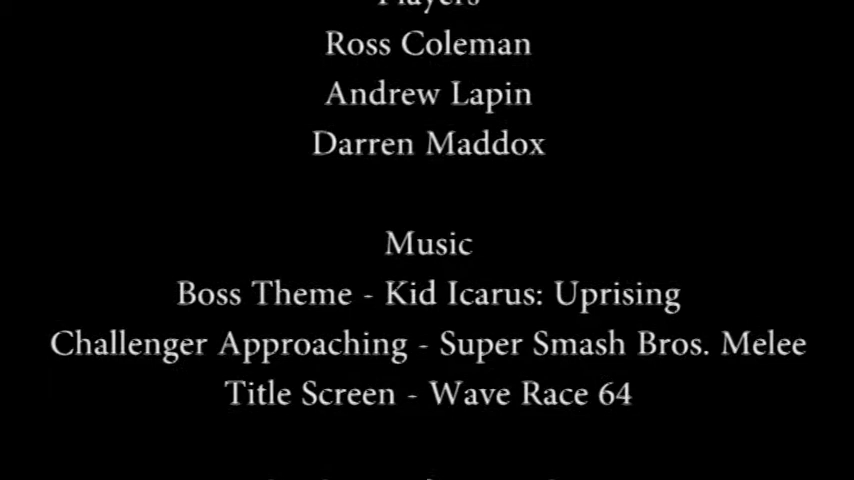 Players
Ross Coleman
Andrew Lapin
Darren Maddox
Music
Boss Theme - Kid Icarus: Uprising
Challenger Approaching - Super Smash Bros. Melee
Title Screen - Wave Race 64